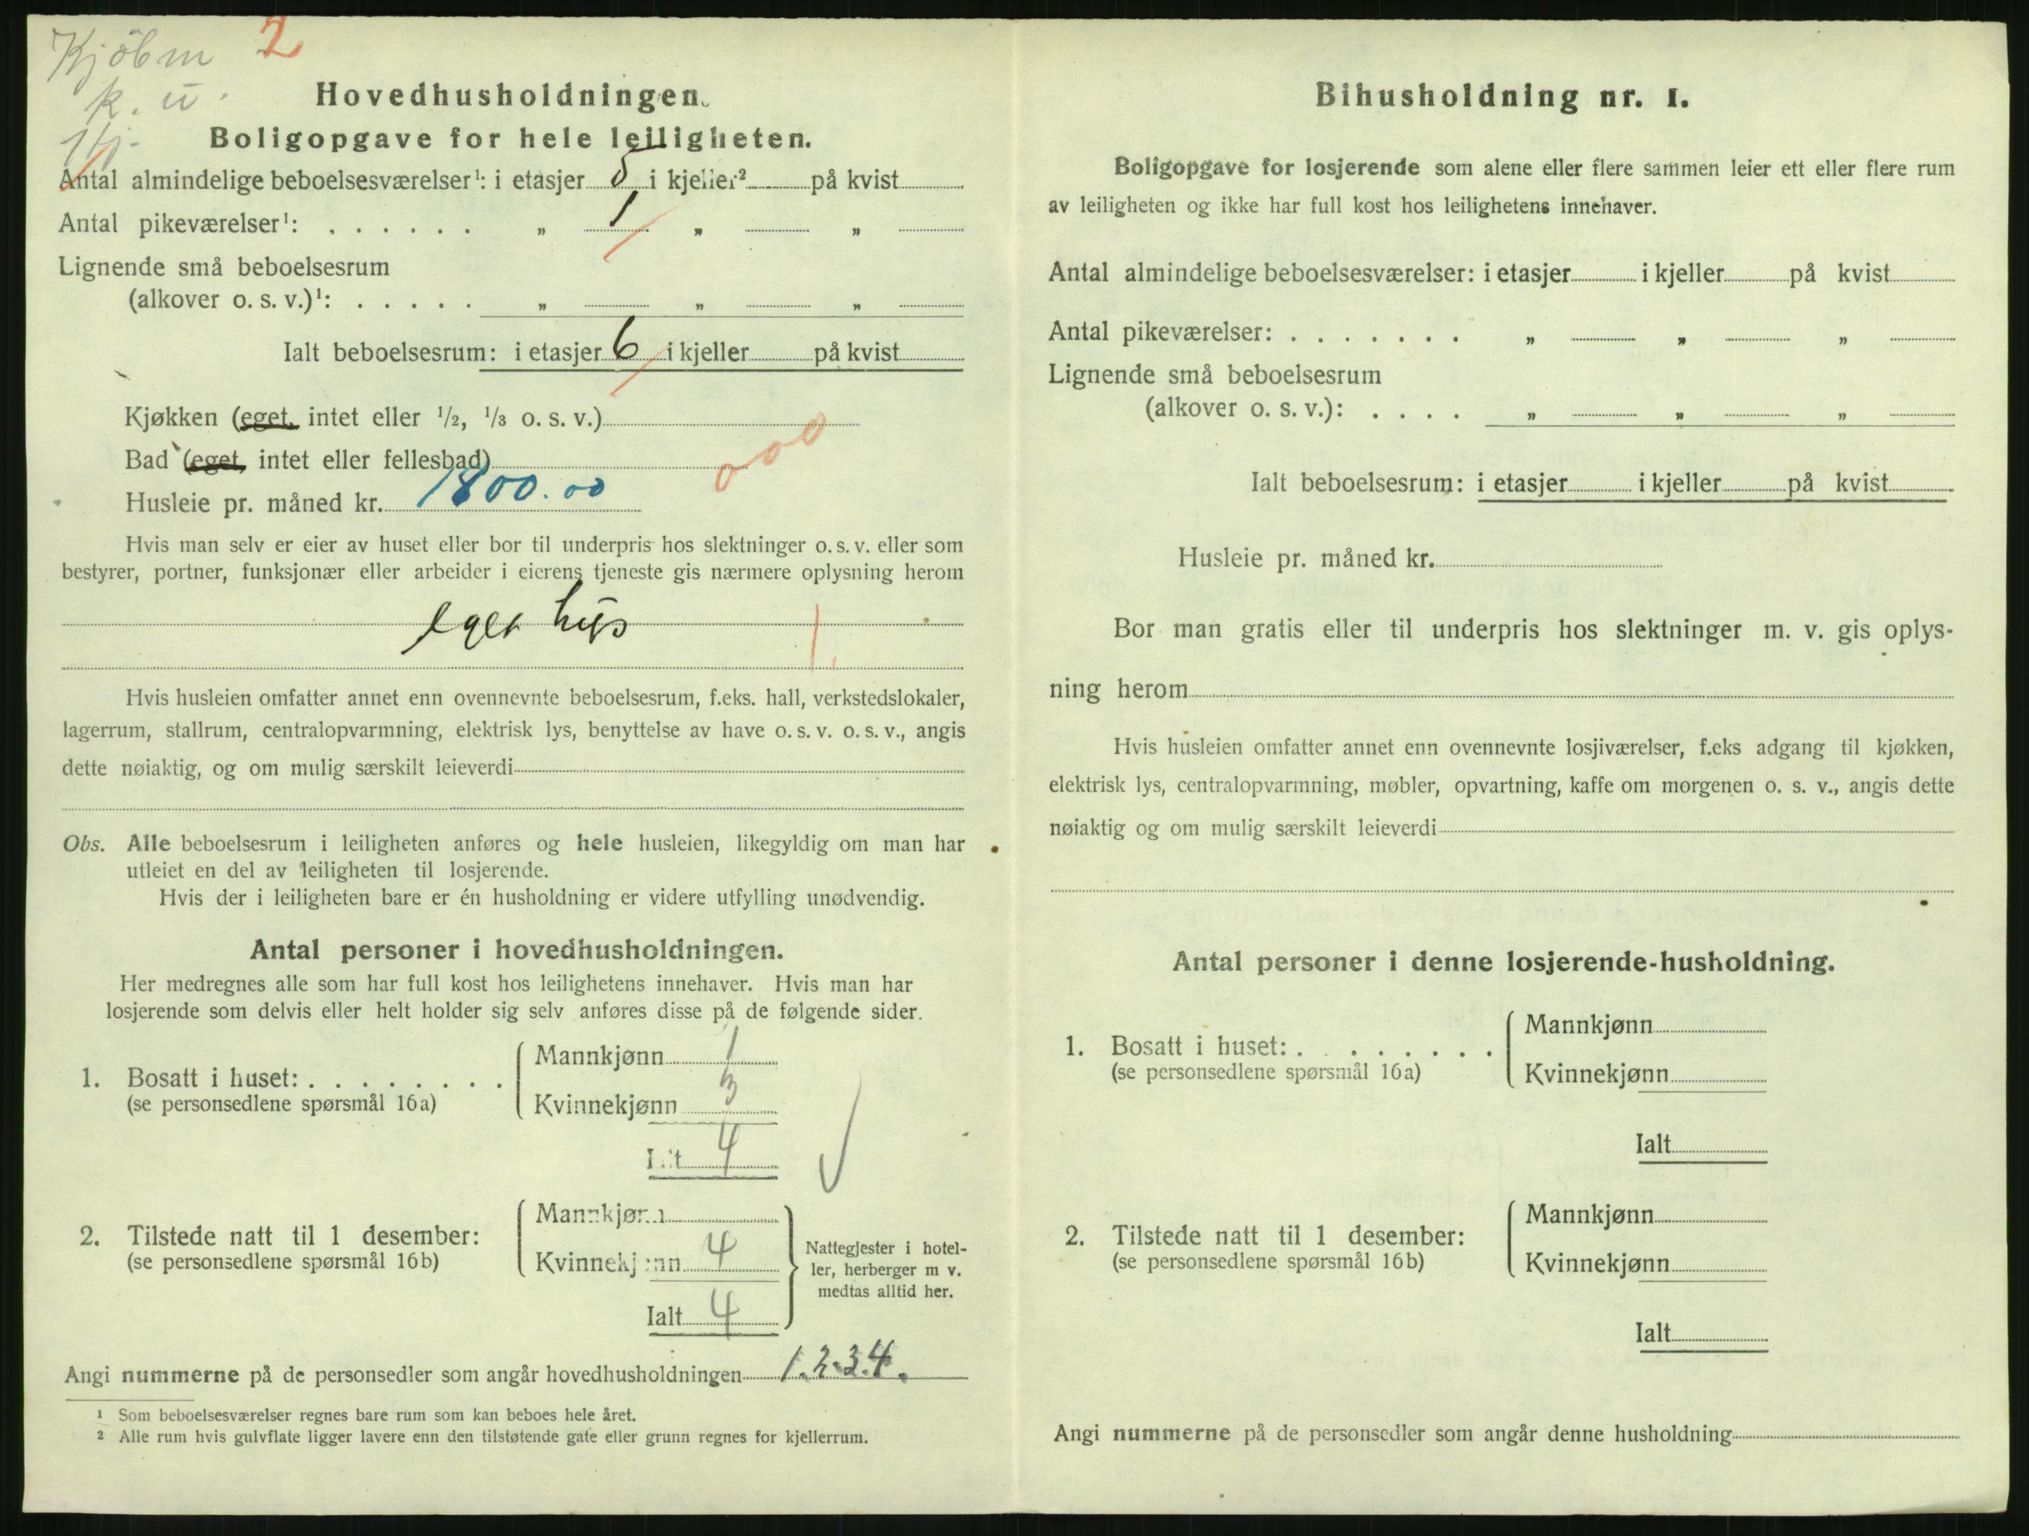 Kjöbm 2
k. u.
1 tj.
Hovedhusholdningen.
Boligopgave for hele leiligheten.
Antal almindelige beboelsesværelser¹: i etasjer 5 i kjeller² på kvist
Antal pikeværelser¹: . . . . . . „ 1 „ „
Lignende små beboelsesrum
(alkover o. s. v.)¹: . . . . . „ „ „
Ialt beboelsesrum: i etasjer 6 i kjeller på kvist
Kjøkken (eget, intet eller 1/2, 1/3 o. s. v.)
Bad (eget, intet eller fellesbad)
000
Husleie pr. måned kr. 1800.00
Hvis man selv er eier av huset eller bor til underpris hos slektninger o. s. v. eller som
bestyrer, portner, funksjonær eller arbeider i eierens tjeneste gis nærmere oplysning herom
eget hus 1.
Hvis husleien omfatter annet enn ovennevnte beboelsesrum, f.eks. hall, verkstedslokaler,
lagerrum, stallrum, centralopvarmning, elektrisk lys, benyttelse av have o. s. v. o. s. v., angis
dette nøiaktig, og om mulig særskilt leieverdi
Obs. Alle beboelsesrum i leiligheten anføres og hele husleien, likegyldig om man har
utleiet en del av leiligheten til losjerende.
Hvis der i leiligheten bare er én husholdning er videre utfylling unødvendig.
Antal personer i hovedhusholdningen.
Her medregnes alle som har full kost hos leilighetens innehaver. Hvis man har
losjerende som delvis eller helt holder sig selv anføres disse på de følgende sider.
1. Bosatt i huset: . . . . . . . .
(se personsedlene spørsmål 16a)
Mannkjønn 1
Kvinnekjønn 3
Ialt 4
2. Tilstede natt til 1 desember:
(se personsedlene spørsmål 16b)
Mannkjønn
Kvinnekjønn 4
Ialt 4
Nattegjester i hotel-
ler, herberger m v.
medtas alltid her.
Angi nummerne på de personsedler som angår hovedhusholdningen 1.2.3.4.
¹ Som beboelsesværelser regnes bare rum som kan beboes hele året.
² Alle rum hvis gulvflate ligger lavere enn den tilstøtende gate eller grunn regnes for kjellerrum.
Bihusholdning nr. 1.
Boligopgave for losjerende som alene eller flere sammen leier ett eller flere rum
av leiligheten og ikke har full kost hos leilighetens innehaver.
Antal almindelige beboelsesværelser: i etasjer i kjeller på kvist
Antal pikeværelser: . . . . . . . „ „ „
Lignende små beboelsesrum
(alkover o. s. v.): . . . . „ „ „
Ialt beboelsesrum: i etasjer i kjeller på kvist
Husleie pr. måned kr.
Bor man gratis eller til underpris hos slektninger m. v. gis oplys-
ning herom
Hvis husleien omfatter annet enn ovennevnte losjiværelser, f.eks adgang til kjøkken,
elektrisk lys, centralopvarmning, møbler, opvartning, kaffe om morgenen o. s. v., angis dette
nøiaktig og om mulig særskilt leieverdi
Antal personer i denne losjerende-husholdning.
1. Bosatt i huset: . . . . . . . .
(se personsedlene spørsmål 16a)
Mannkjønn
Kvinnekjønn
Ialt
2. Tilstede natt til 1 desember:
(se personsedlene spørsmål 16b)
Mannkjønn
Kvinnekjønn
Ialt
Angi nummerne på de personsedler som angår denne husholdning